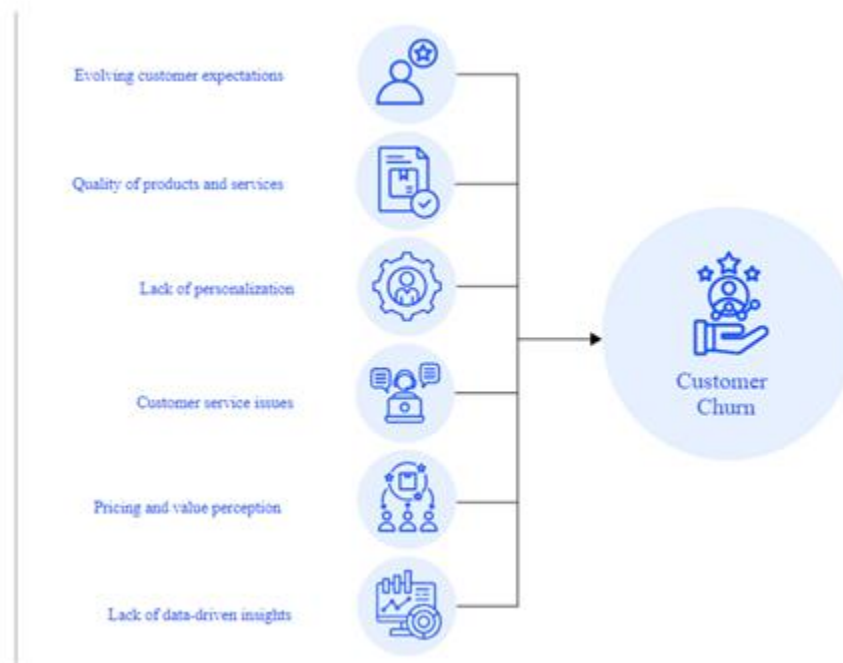 Evolving customer expectations
Quality of products and services
Lack of personalization
Customer service issues
Pricing and value perception
Lack of data-driven insights
Customer
Churn